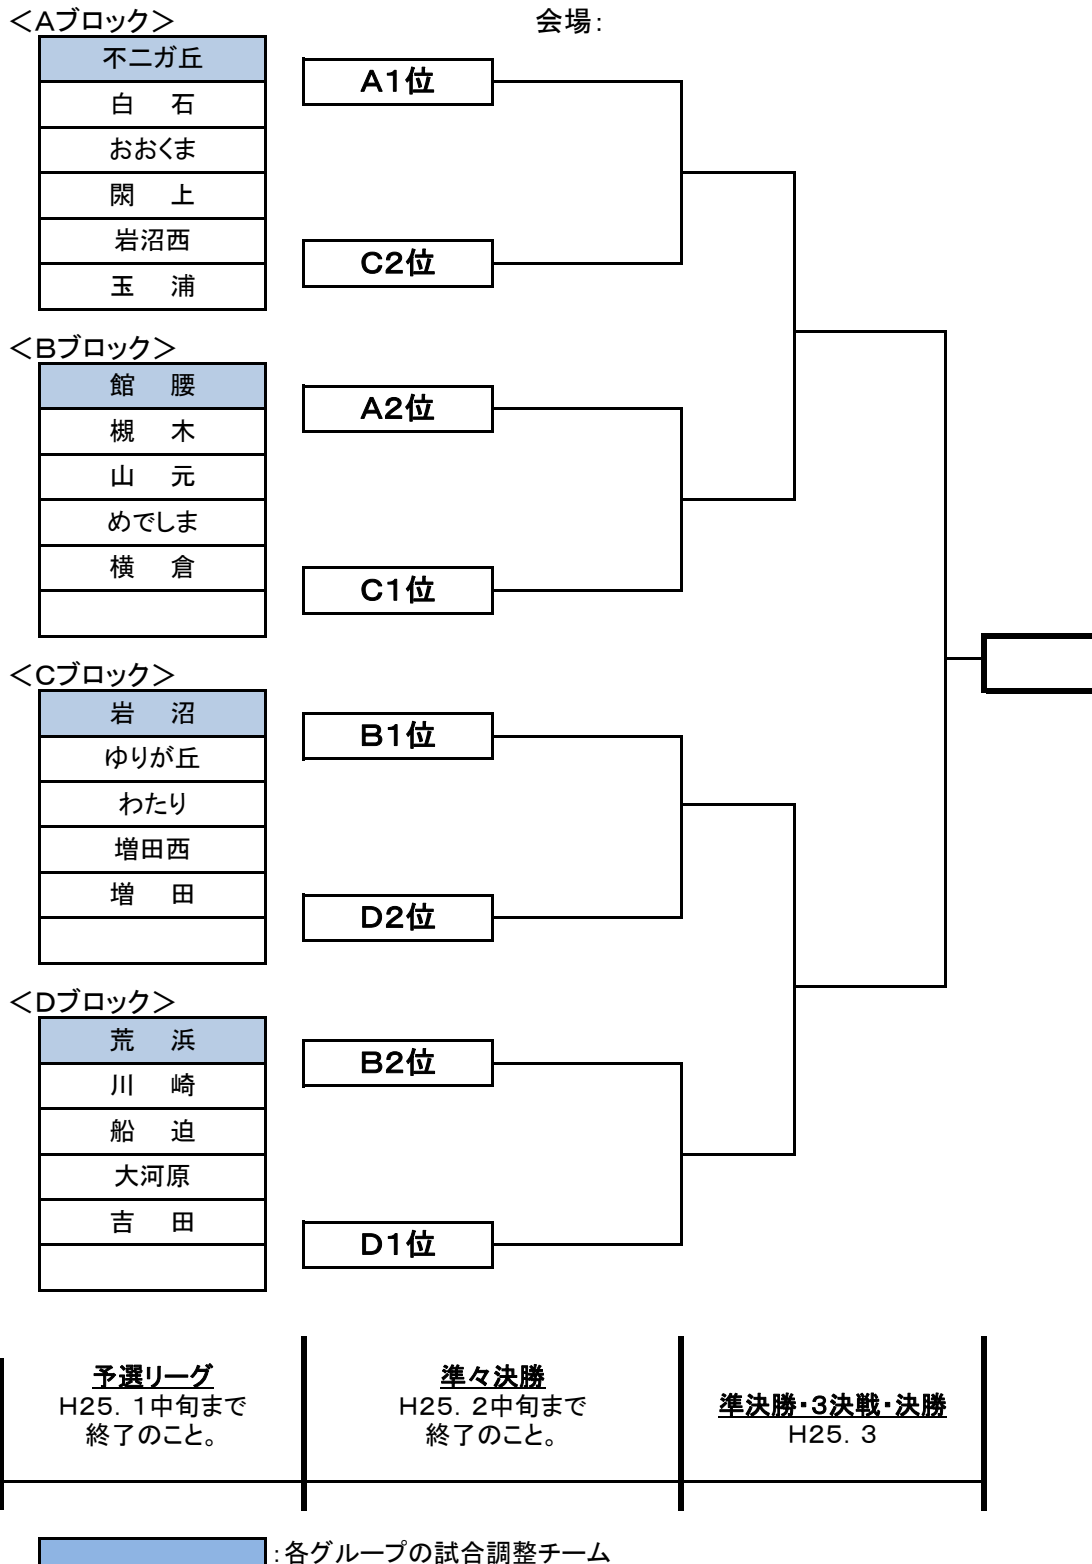 ＜Aブロック＞
会場：
不二ガ丘
白　石
おおくま
閖　上
岩沼西
玉　浦
A1位
C2位
＜Bブロック＞
館　腰
槻　木
山　元
めでしま
横　倉
A2位
C1位
＜Cブロック＞
岩　沼
ゆりが丘
わたり
増田西
増　田
B1位
D2位
＜Dブロック＞
荒　浜
川　崎
船　迫
大河原
吉　田
B2位
D1位
予選リーグ
H25．1中旬まで
終了のこと。
準々決勝
H25．2中旬まで
終了のこと。
準決勝・3決戦・決勝
H25．3
：各グループの試合調整チーム